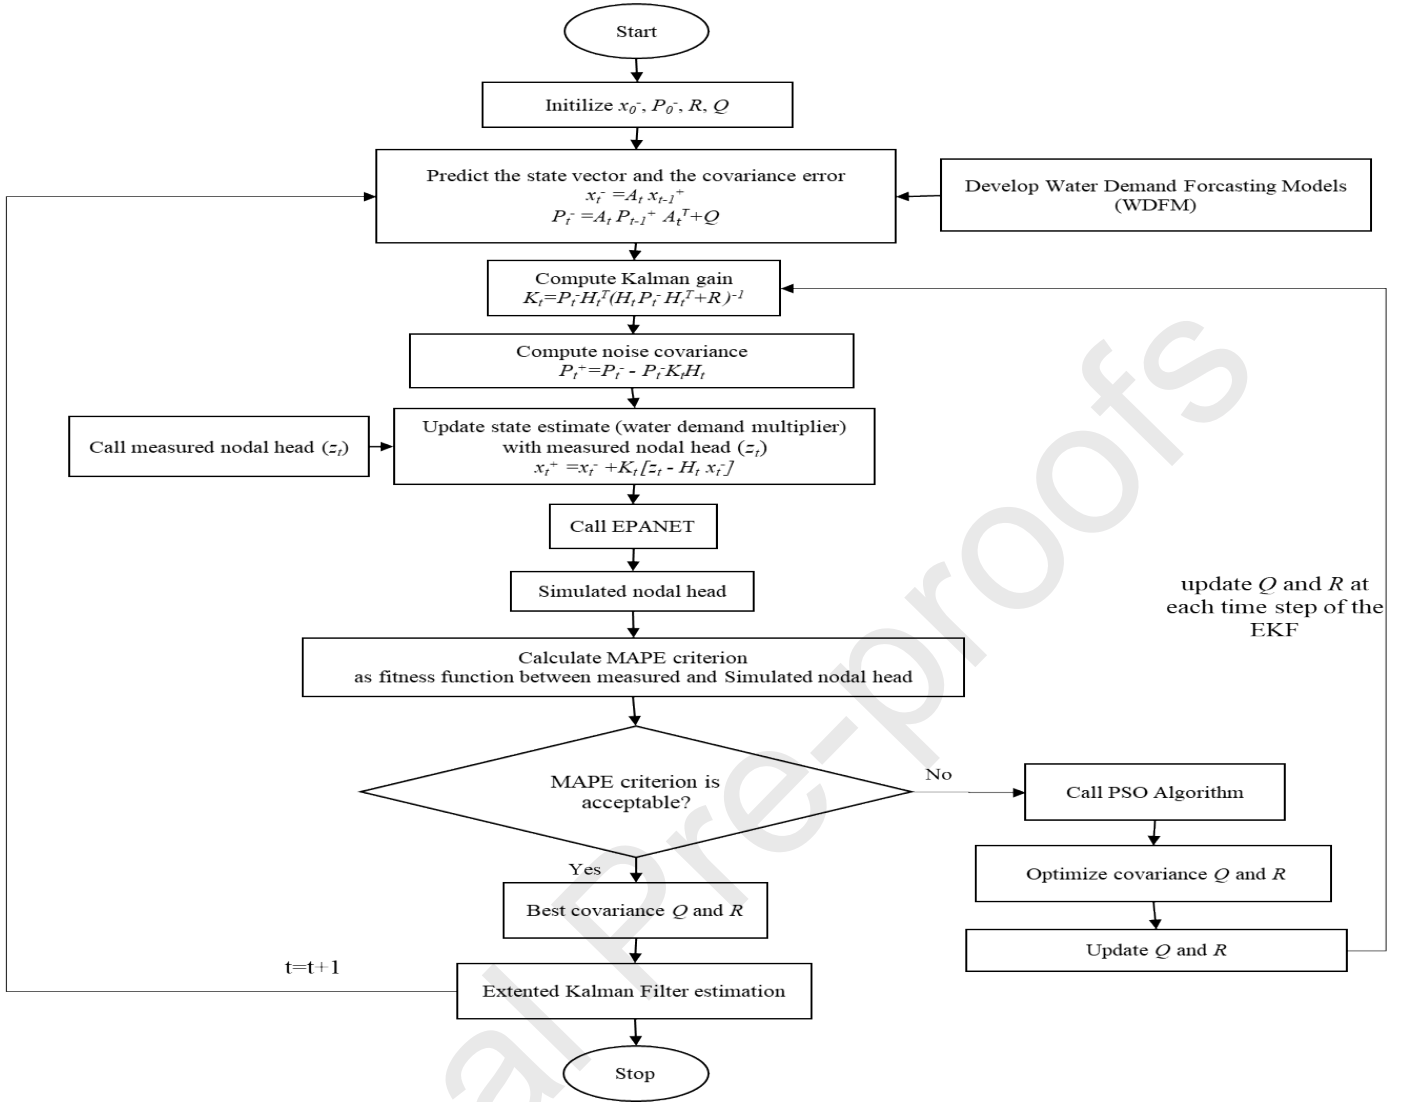 Start
Initilize x₀⁻, P₀⁻, R, Q
Predict the state vector and the covariance error
xₜ⁻ =Aₜ xₜ₋₁⁺
Pₜ⁻ =Aₜ Pₜ₋₁⁺ Aₜᵀ+Q
Develop Water Demand Forcasting Models
(WDFM)
Compute Kalman gain
Kₜ=Pₜ⁻Hₜᵀ(Hₜ Pₜ⁻ Hₜᵀ+R)⁻¹
Compute noise covariance
Pₜ⁺=Pₜ⁻ - Pₜ⁻KₜHₜ
Call measured nodal head (zₜ)
Update state estimate (water demand multiplier)
with measured nodal head (zₜ)
xₜ⁺ =xₜ⁻ +Kₜ[zₜ - Hₜ xₜ⁻]
Call EPANET
Simulated nodal head
update Q and R at
each time step of the
EKF
Calculate MAPE criterion
as fitness function between measured and Simulated nodal head
MAPE criterion is
acceptable?
No
Call PSO Algorithm
Optimize covariance Q and R
Update Q and R
Yes
Best covariance Q and R
t=t+1
Extented Kalman Filter estimation
Stop
al Pre-proofs